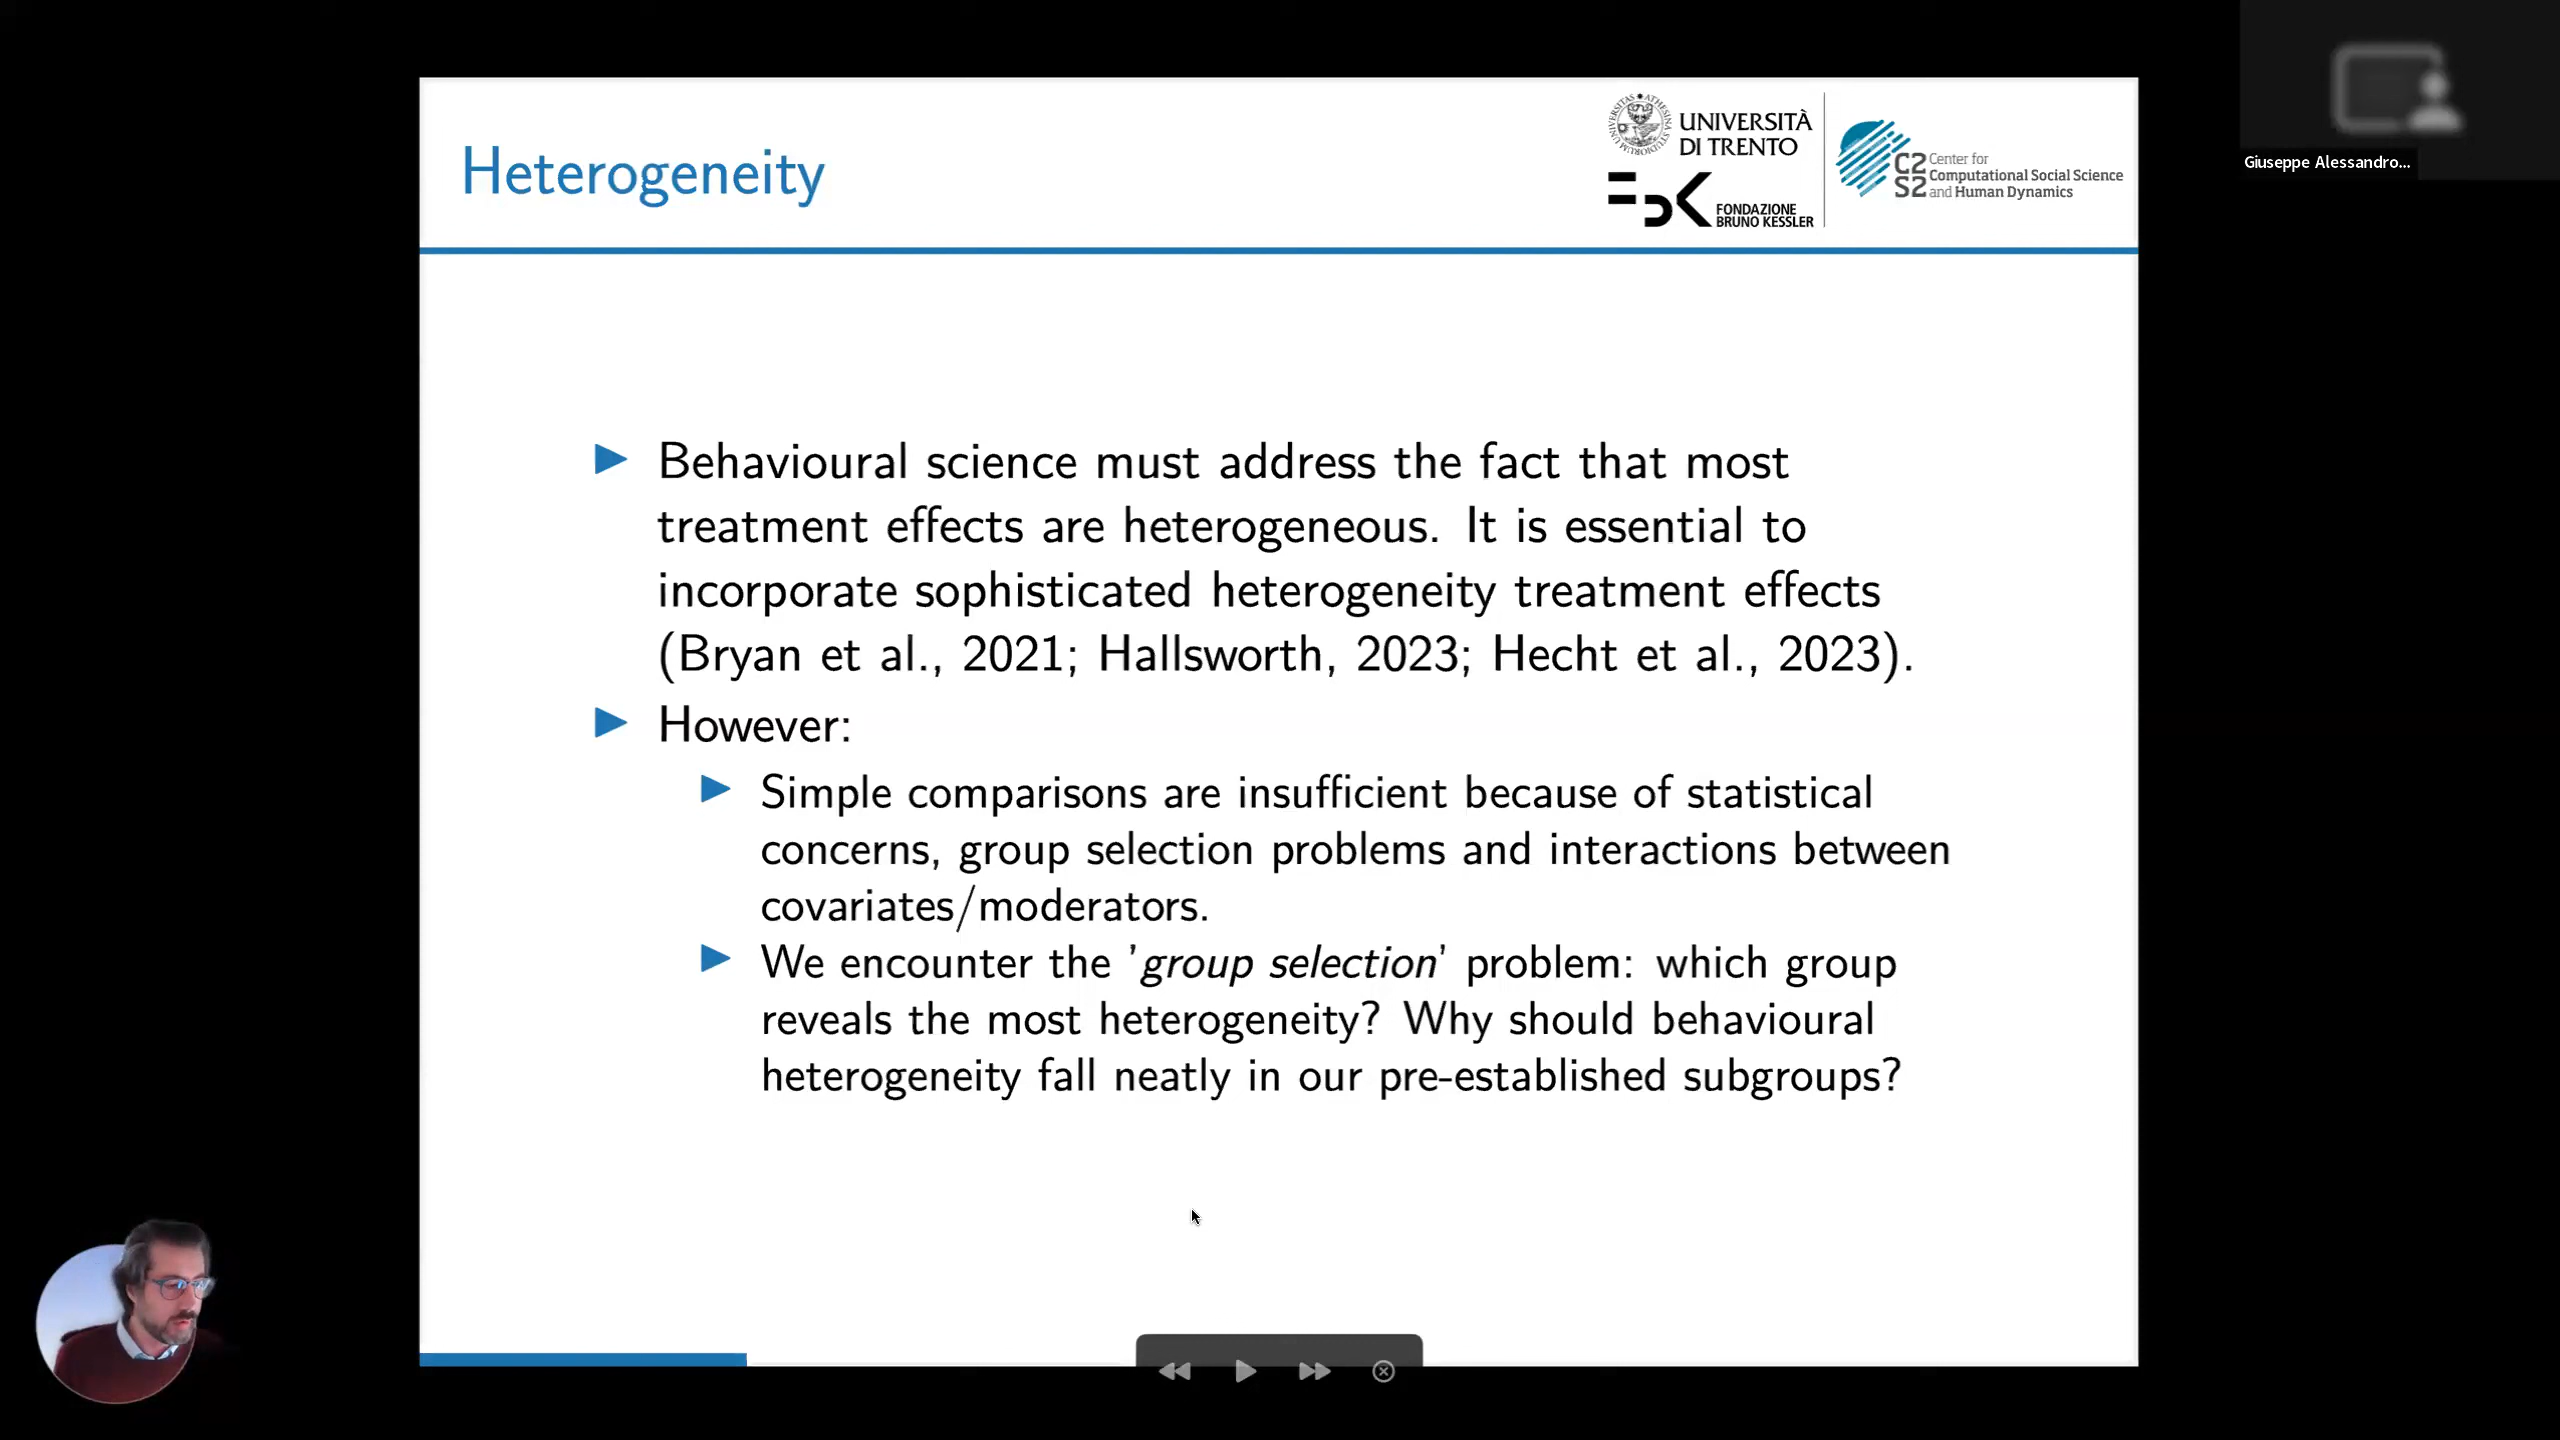 Heterogeneity
UNIVERSITÀ
DI TRENTO
FONDAZIONE
BRUNO KESSLER
C2
S2
Center for
Computational Social Science
and Human Dynamics
Giuseppe Alessandro...
Behavioural science must address the fact that most
treatment effects are heterogeneous. It is essential to
incorporate sophisticated heterogeneity treatment effects
(Bryan et al., 2021; Hallsworth, 2023; Hecht et al., 2023).
However:
Simple comparisons are insufficient because of statistical
concerns, group selection problems and interactions between
covariates/moderators.
We encounter the 'group selection' problem: which group
reveals the most heterogeneity? Why should behavioural
heterogeneity fall neatly in our pre-established subgroups?